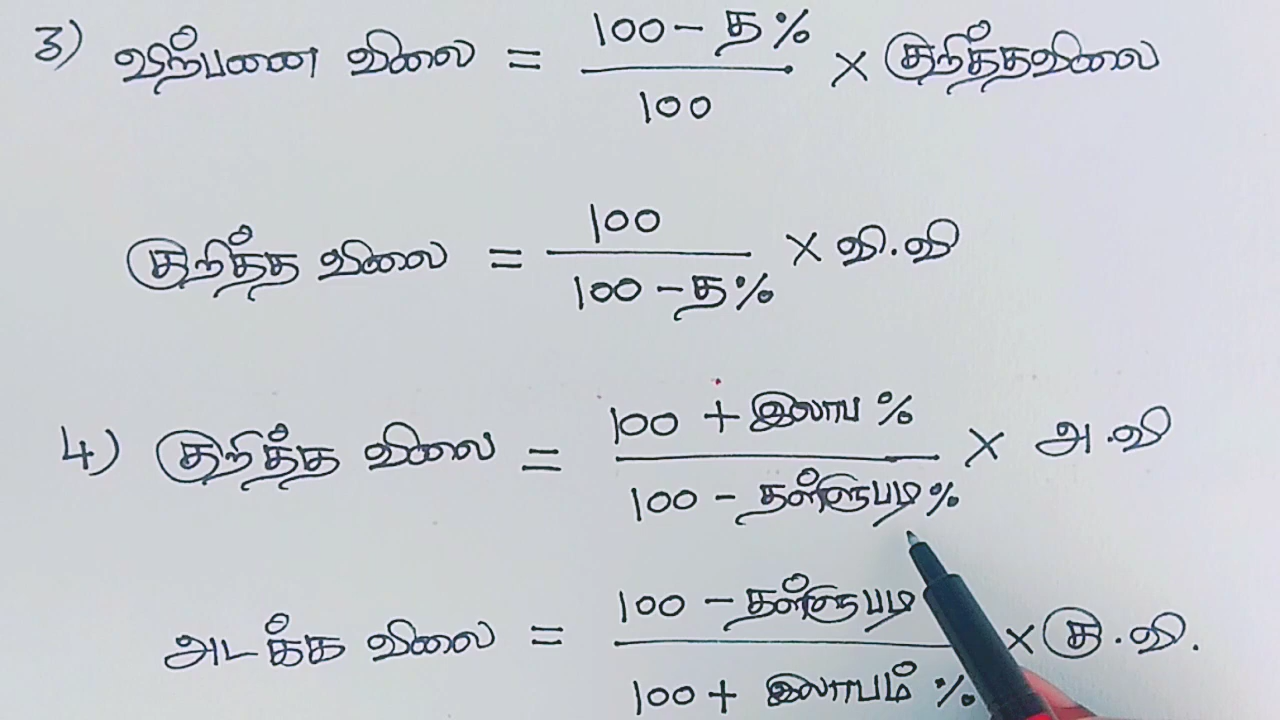 3) விற்பனை விலை = 100 - த% / 100 × குறித்தவிலை
குறித்த விலை = 100 / 100 - த% × வி.வி
4) குறித்த விலை = 100 + இலாப % / 100 - தள்ளுபடி % × அ.வி
அடக்க விலை = 100 - தள்ளுபடி / 100 + இலாபம் % × கு.வி.